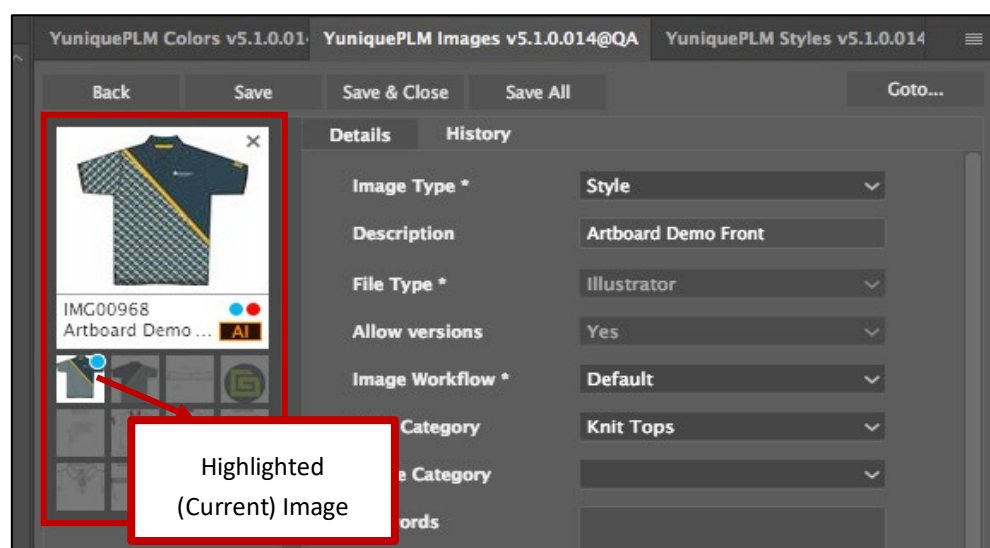 YuniquePLM Colors v5.1.0.01
YuniquePLM Images v5.1.0.014@QA
YuniquePLM Styles v5.1.0.014
Back
Save
Save & Close
Save All
Goto...
Details
History
Image Type *
Style
Description
Artboard Demo Front
File Type *
Illustrator
IMG00968
Artboard Demo ...
AI
Allow versions
Yes
Image Workflow *
Default
Category
Knit Tops
Category
Highlighted
(Current) Image